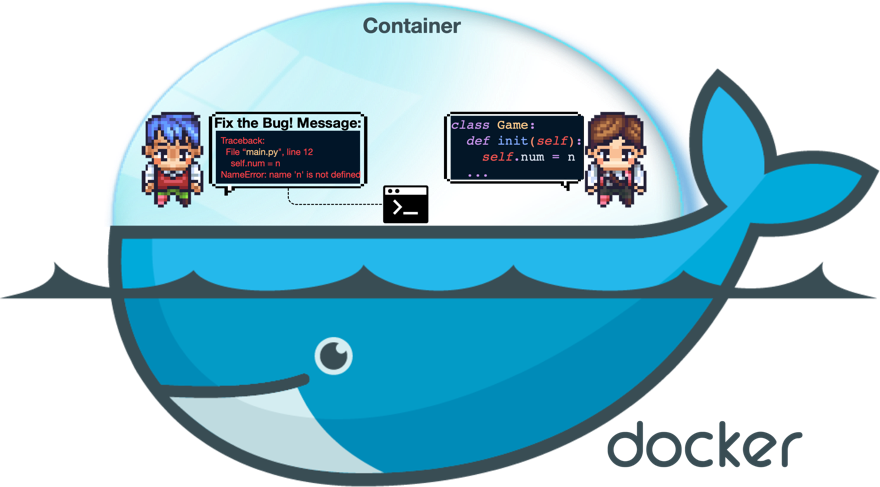 Container
Fix the Bug! Message:
Traceback:
File "main.py", line 12
self.num = n
NameError: name 'n' is not defined
class Game:
def init(self):
self.num = n
...
>_
docker